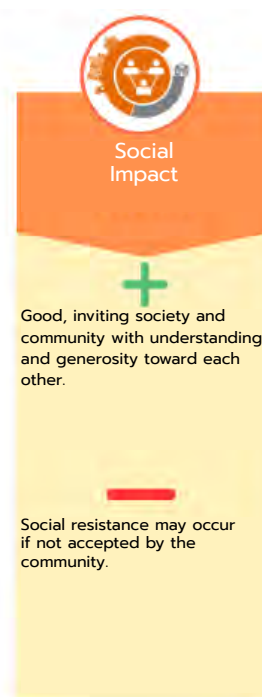 Social
Impact
Good, inviting society and
community with understanding
and generosity toward each
other.
Social resistance may occur
if not accepted by the
community.